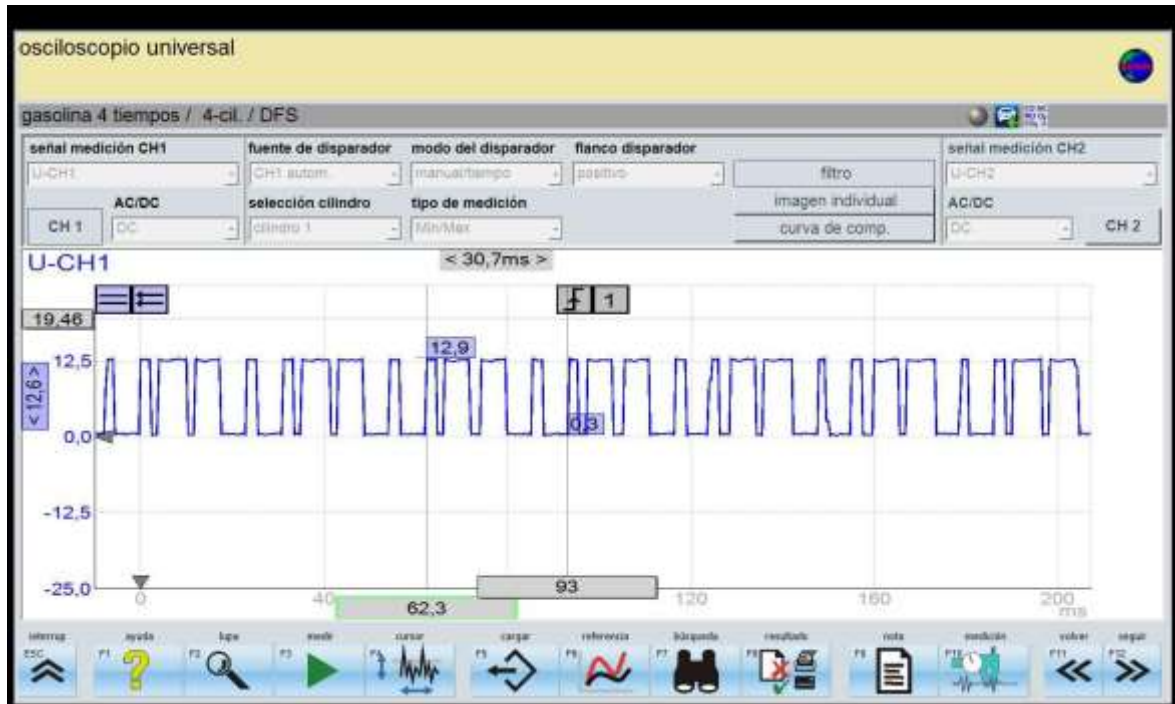 osciloscopio universal
gasolina 4 tiempos / 4-cil. / DFS
señal medición CH1 fuente de disparador modo del disparador flanco disparador señal medición CH2
U-CH1 CH1 autom. manual/tiempo positivo filtro U-CH2
AC/DC selección cilindro tipo de medición imagen individual AC/DC
CH 1 DC cilindro 1 Min/Max curva de comp. DC CH 2
U-CH1 < 30,7ms >
1
19,46
12,9
12,5
< 12,6 >
0,3
0,0
-12,5
-25,0
93
0 40 120 160 200
62,3 ms
interrup ayuda lupa medir cursor cargar referencia búsqueda resultado nota medición volver seguir
ESC F1 F2 F3 F4 F5 F6 F7 F8 F9 F10 F11 F12